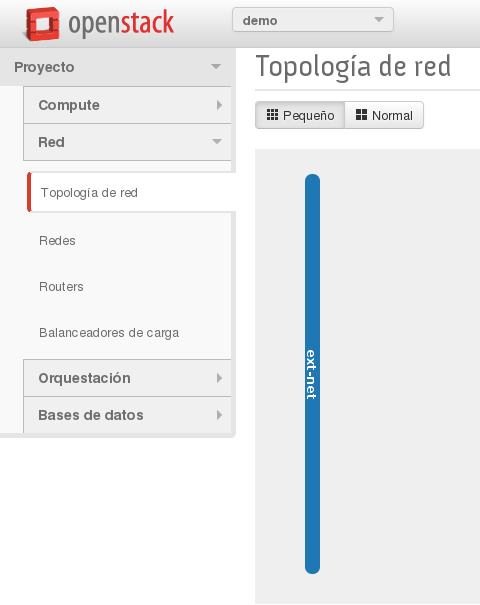 openstack
demo
Proyecto
Compute
Red
Topología de red
Redes
Routers
Balanceadores de carga
Orquestación
Bases de datos
Topología de red
Pequeño
Normal
ext-net